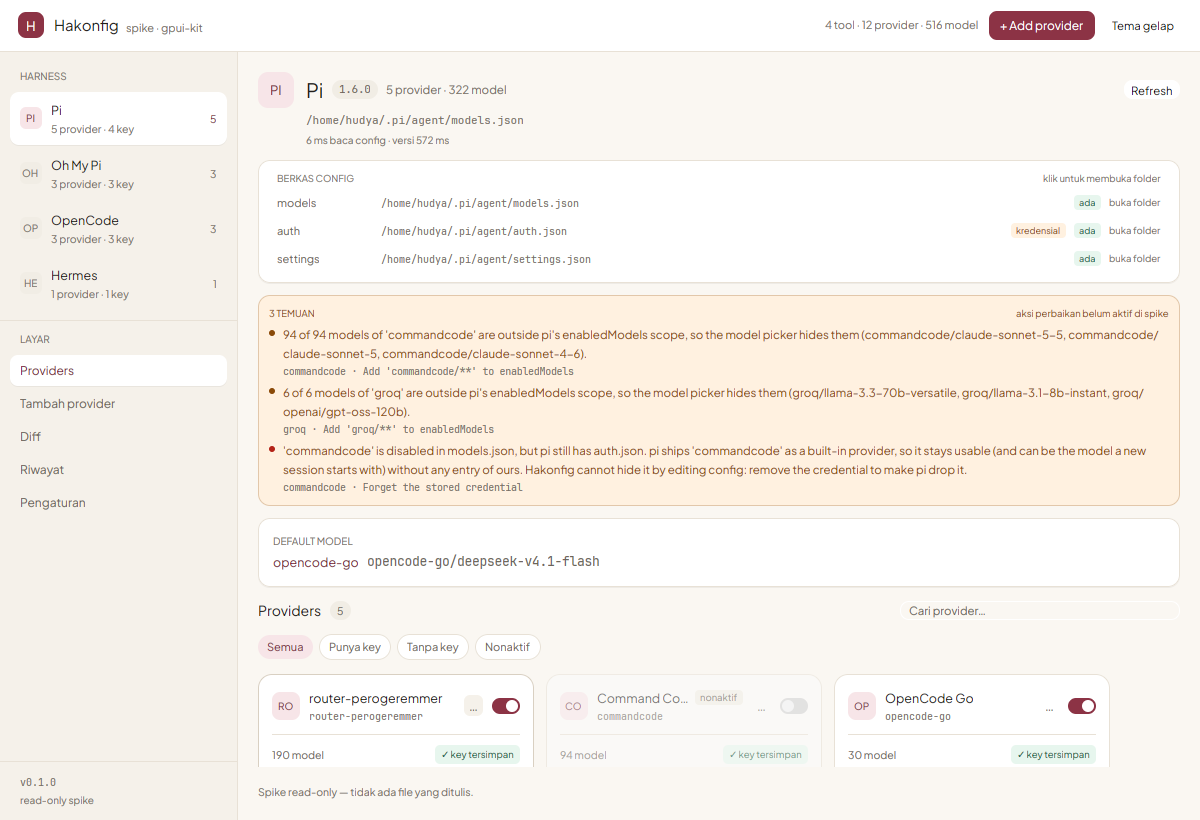 H Hakonfig spike · gpui-kit 4 tool · 12 provider · 516 model + Add provider Tema gelap
HARNESS
PI Pi 5
5 provider · 4 key
OH Oh My Pi 3
3 provider · 3 key
OP OpenCode 3
3 provider · 3 key
HE Hermes 1
1 provider · 1 key
LAYAR
Providers
Tambah provider
Diff
Riwayat
Pengaturan
v0.1.0
read-only spike
PI Pi 1.6.0 5 provider · 322 model Refresh
/home/hudya/.pi/agent/models.json
6 ms baca config · versi 572 ms
BERKAS CONFIG klik untuk membuka folder
models /home/hudya/.pi/agent/models.json ada buka folder
auth /home/hudya/.pi/agent/auth.json kredensial ada buka folder
settings /home/hudya/.pi/agent/settings.json ada buka folder
3 TEMUAN aksi perbaikan belum aktif di spike
94 of 94 models of 'commandcode' are outside pi's enabledModels scope, so the model picker hides them (commandcode/claude-sonnet-5-5, commandcode/
claude-sonnet-5, commandcode/claude-sonnet-4-6).
commandcode · Add 'commandcode/**' to enabledModels
6 of 6 models of 'groq' are outside pi's enabledModels scope, so the model picker hides them (groq/llama-3.3-70b-versatile, groq/llama-3.1-8b-instant, groq/
openai/gpt-oss-120b).
groq · Add 'groq/**' to enabledModels
'commandcode' is disabled in models.json, but pi still has auth.json. pi ships 'commandcode' as a built-in provider, so it stays usable (and can be the model a new
session starts with) without any entry of ours. Hakonfig cannot hide it by editing config: remove the credential to make pi drop it.
commandcode · Forget the stored credential
DEFAULT MODEL
opencode-go opencode-go/deepseek-v4.1-flash
Providers 5 Cari provider...
Semua Punya key Tanpa key Nonaktif
RO router-perogeremmer ...
router-perogeremmer
190 model ✓ key tersimpan
CO Command Co... nonaktif ...
commandcode
94 model ✓ key tersimpan
OP OpenCode Go ...
opencode-go
30 model ✓ key tersimpan
Spike read-only — tidak ada file yang ditulis.